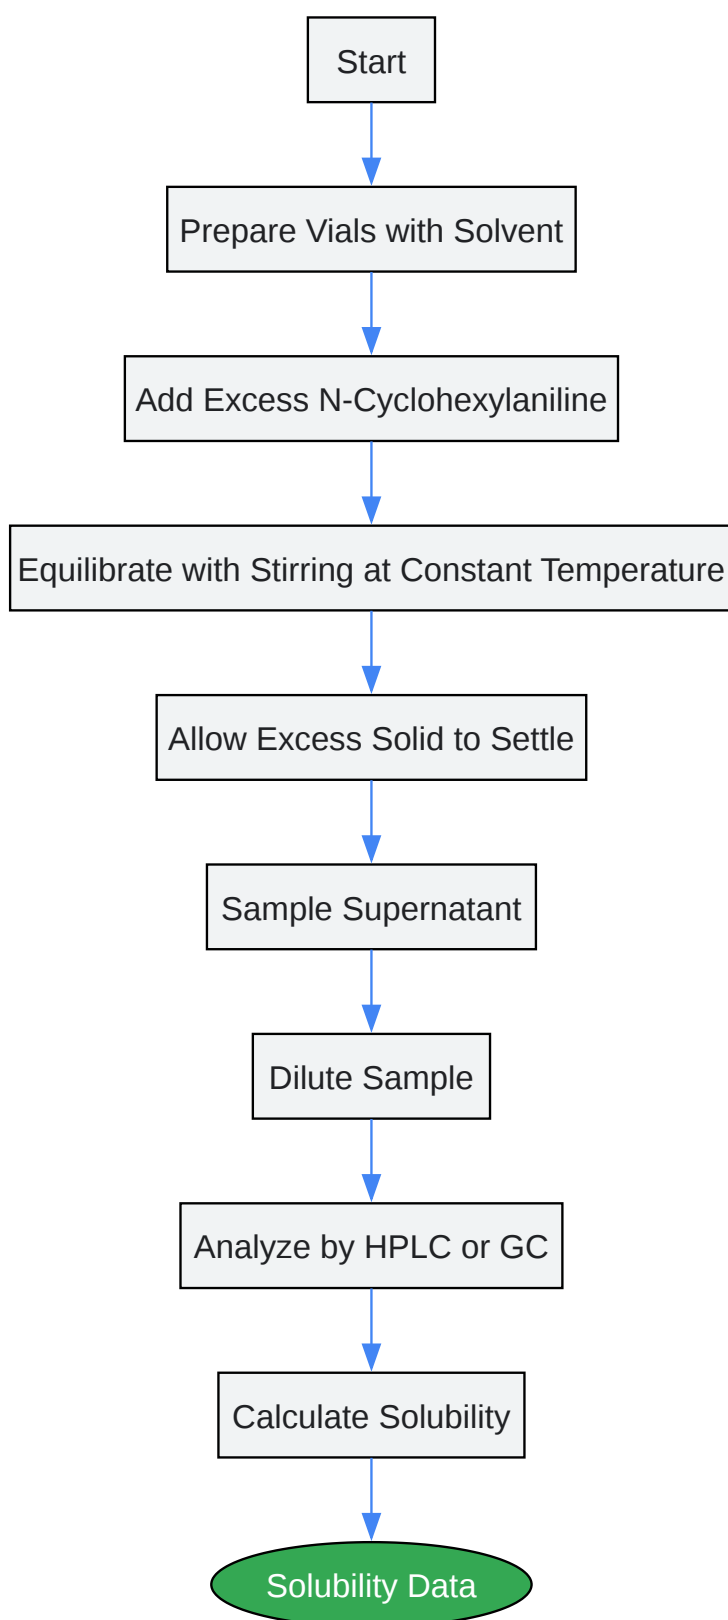 Start
Prepare Vials with Solvent
Add Excess N-Cyclohexylaniline
Equilibrate with Stirring at Constant Temperature
Allow Excess Solid to Settle
Sample Supernatant
Dilute Sample
Analyze by HPLC or GC
Calculate Solubility
Solubility Data